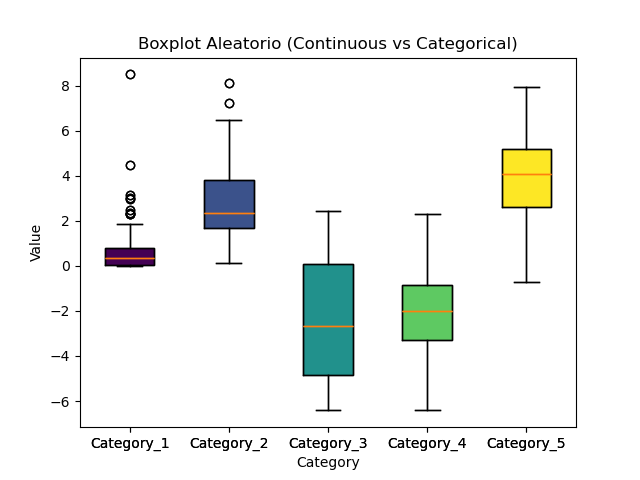 Boxplot Aleatorio (Continuous vs Categorical)
8
6
4
2
0
−2
−4
−6
Value
Category_1 Category_2 Category_3 Category_4 Category_5
Category